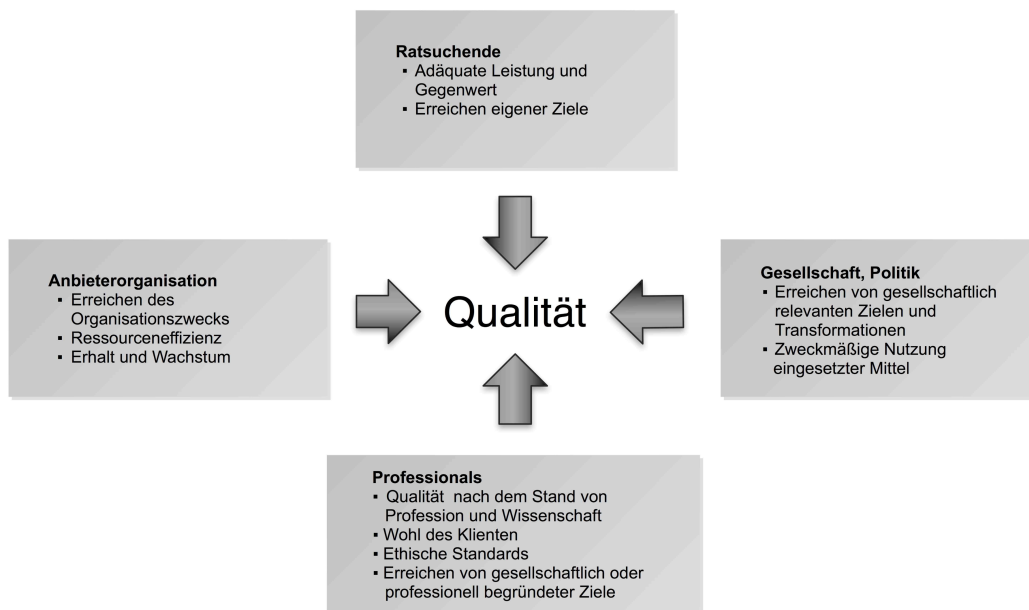 Ratsuchende
▪ Adäquate Leistung und
Gegenwert
▪ Erreichen eigener Ziele
Anbieterorganisation
▪ Erreichen des
Organisationszwecks
▪ Ressourceneffizienz
▪ Erhalt und Wachstum
Qualität
Gesellschaft, Politik
▪ Erreichen von gesellschaftlich
relevanten Zielen und
Transformationen
▪ Zweckmäßige Nutzung
eingesetzter Mittel
Professionals
▪ Qualität nach dem Stand von
Profession und Wissenschaft
▪ Wohl des Klienten
▪ Ethische Standards
▪ Erreichen von gesellschaftlich oder
professionell begründeter Ziele